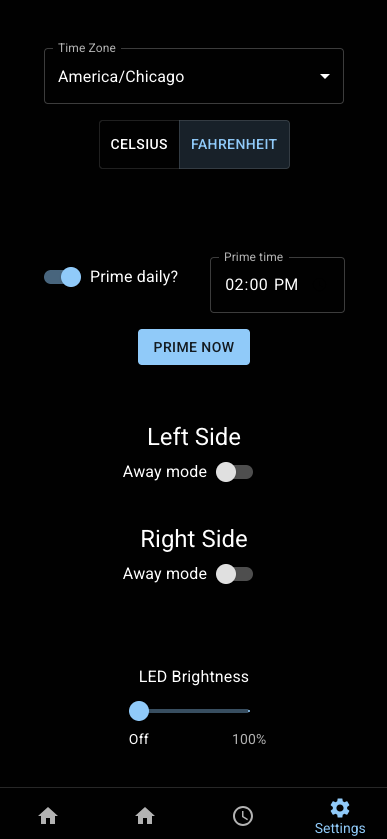 Time Zone
America/Chicago
CELSIUS FAHRENHEIT
Prime time
Prime daily? 02:00 PM
PRIME NOW
Left Side
Away mode
Right Side
Away mode
LED Brightness
Off 100%
Settings